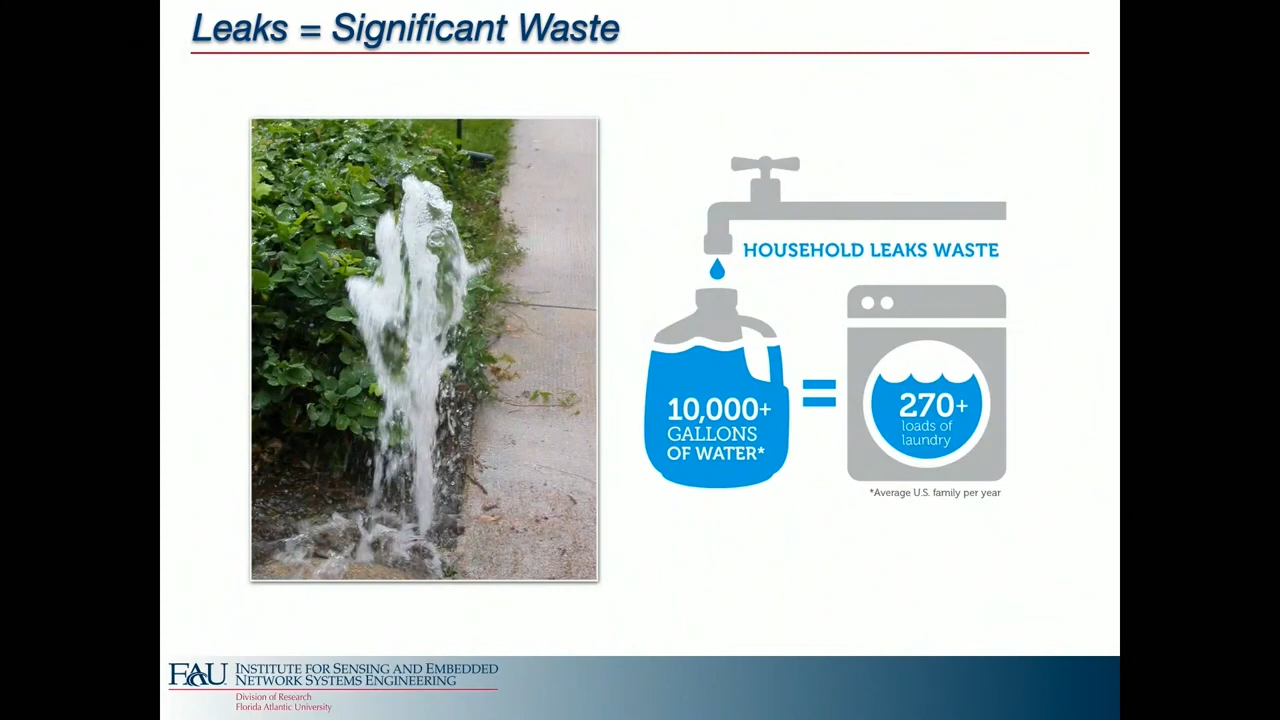 Leaks = Significant Waste
HOUSEHOLD LEAKS WASTE
10,000+
GALLONS
OF WATER*
=
270+
loads of
laundry
*Average U.S. family per year
FAU INSTITUTE FOR SENSING AND EMBEDDED
NETWORK SYSTEMS ENGINEERING
Division of Research
Florida Atlantic University